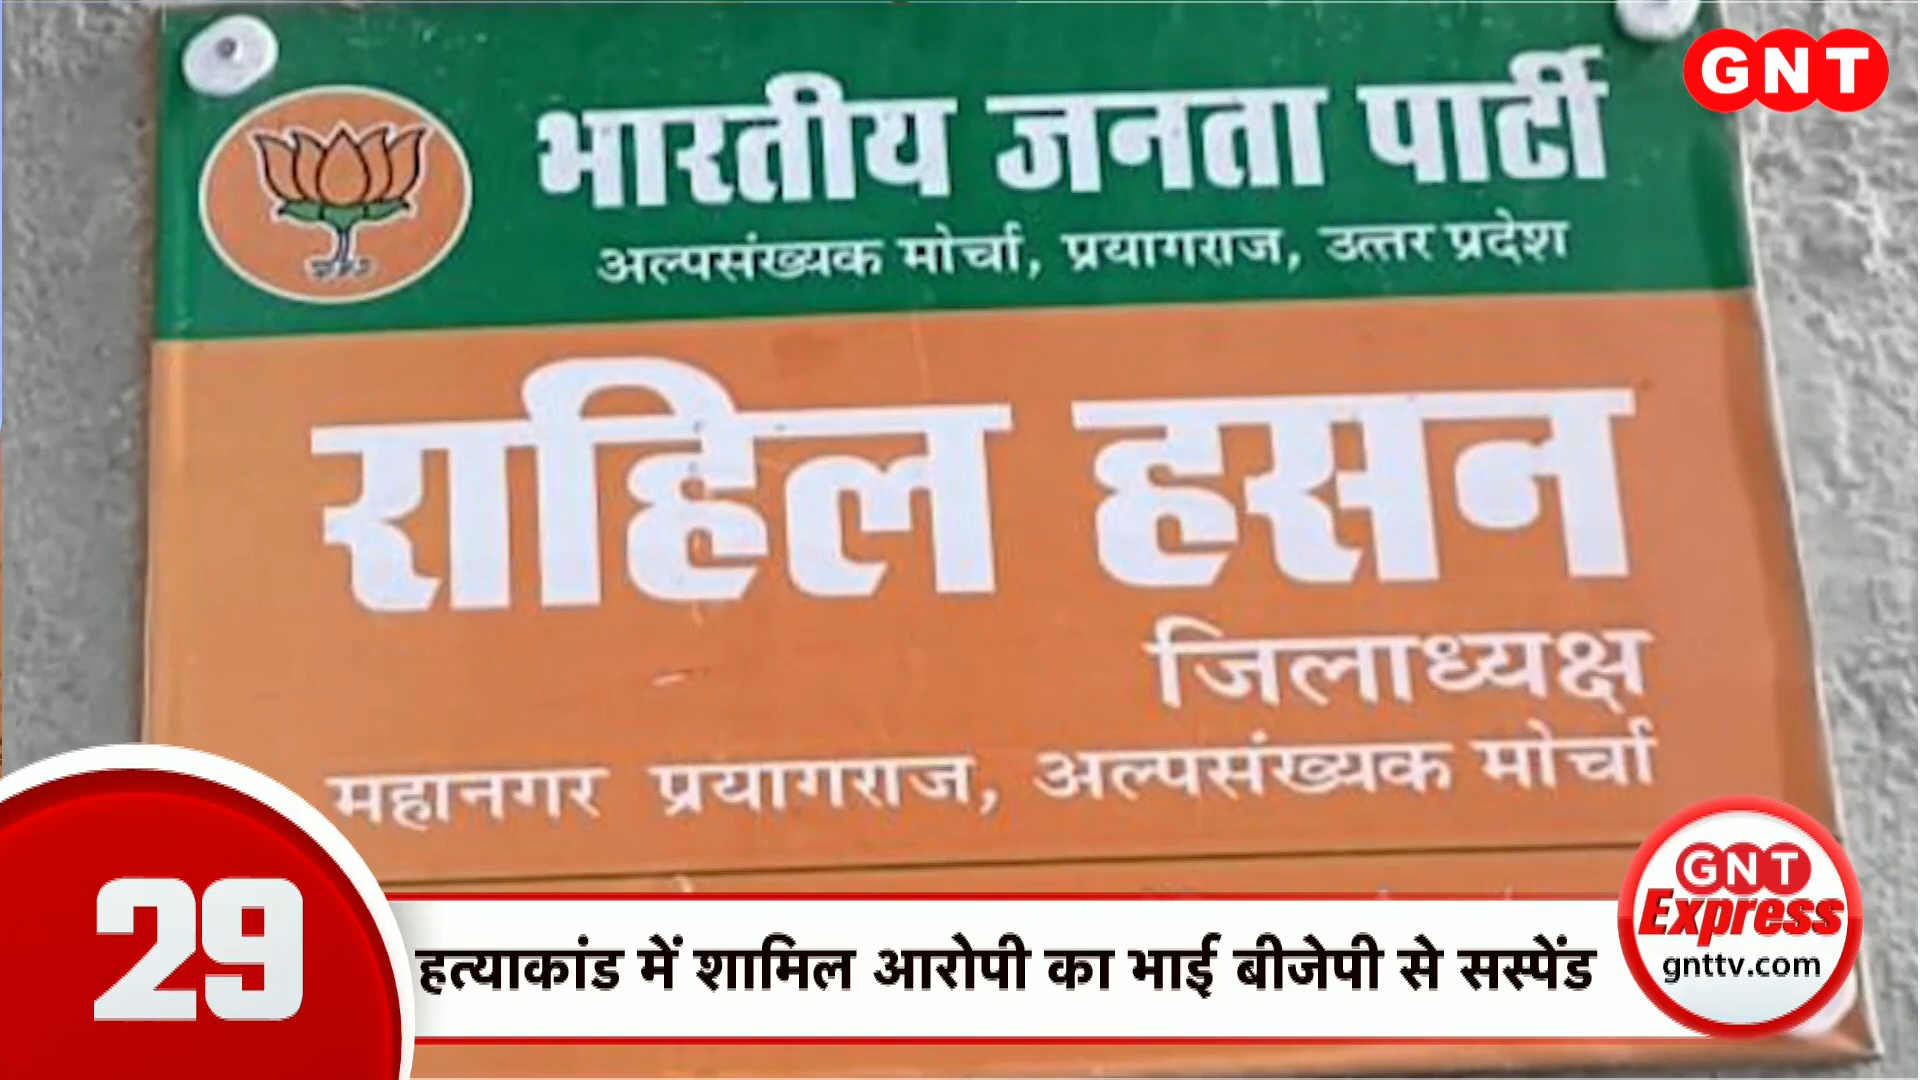 GNT
भारतीय जनता पार्टी
अल्पसंख्यक मोर्चा, प्रयागराज, उत्तर प्रदेश
राहिल हसन
जिलाध्यक्ष
महानगर प्रयागराज, अल्पसंख्यक मोर्चा
29
हत्याकांड में शामिल आरोपी का भाई बीजेपी से सस्पेंड
GNT
Express
gnttv.com